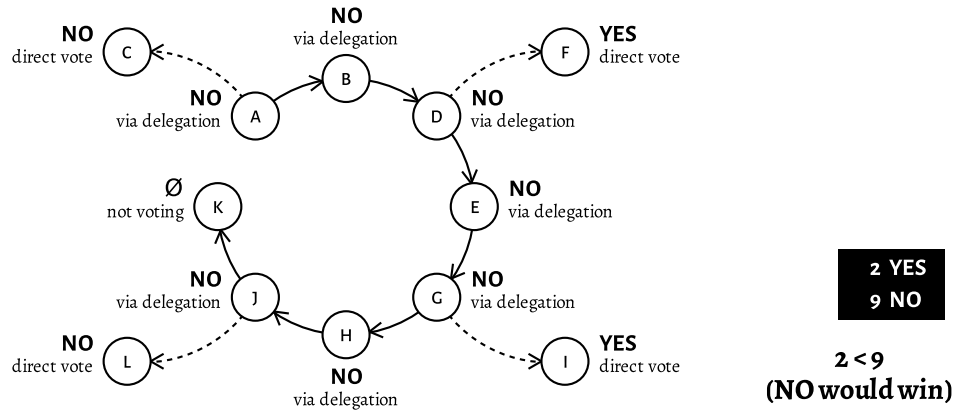 NO
via delegation
NO
direct vote
C
B
F
YES
direct vote
NO
via delegation
A
D
NO
via delegation
Ø
not voting
K
E
NO
via delegation
NO
via delegation
J
G
NO
via delegation
H
NO
direct vote
L
I
YES
direct vote
NO
via delegation
2 YES
9 NO
2 < 9
(NO would win)